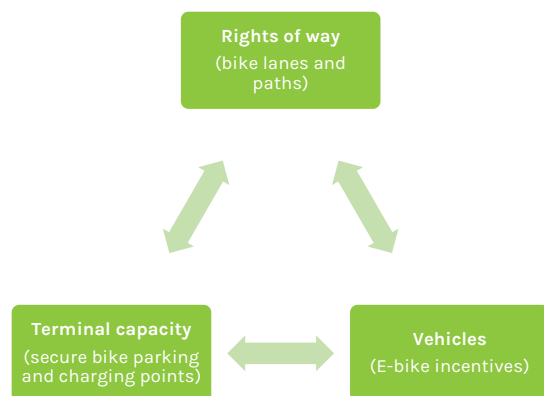 Rights of way
(bike lanes and
paths)
Terminal capacity
(secure bike parking
and charging points)
Vehicles
(E-bike incentives)